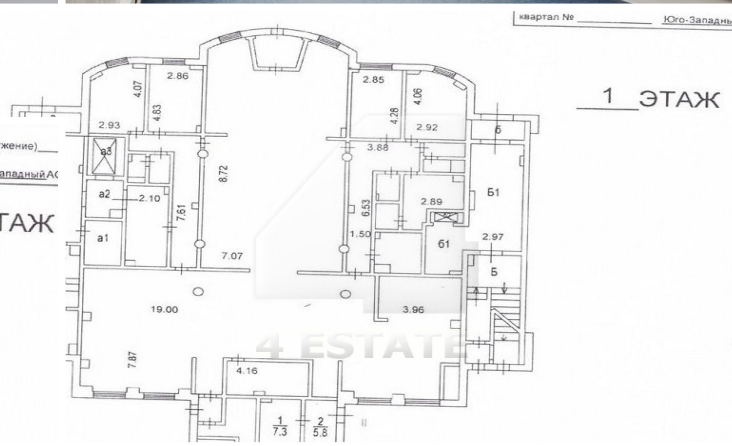 квартал № Юго-Западны
1 ЭТАЖ
жение)
ападный АО
ТАЖ
2.86
4.07
4.83
2.93
2.85
4.06
4.28
2.92
3.88
б
а3
8.72
а2
2.10
7.61
6.53
2.89
Б1
а1
1.50
б1
2.97
7.07
Б
19.00
3.96
4 ESTATE
7.87
4.16
1
7.3
2
5.8
II